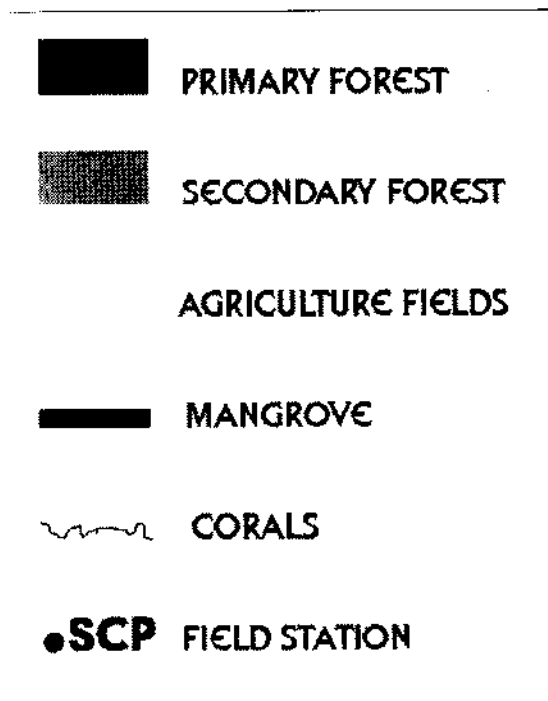 PRIMARY FOREST
SECONDARY FOREST
AGRICULTURE FIELDS
MANGROVE
CORALS
.SCP FIELD STATION